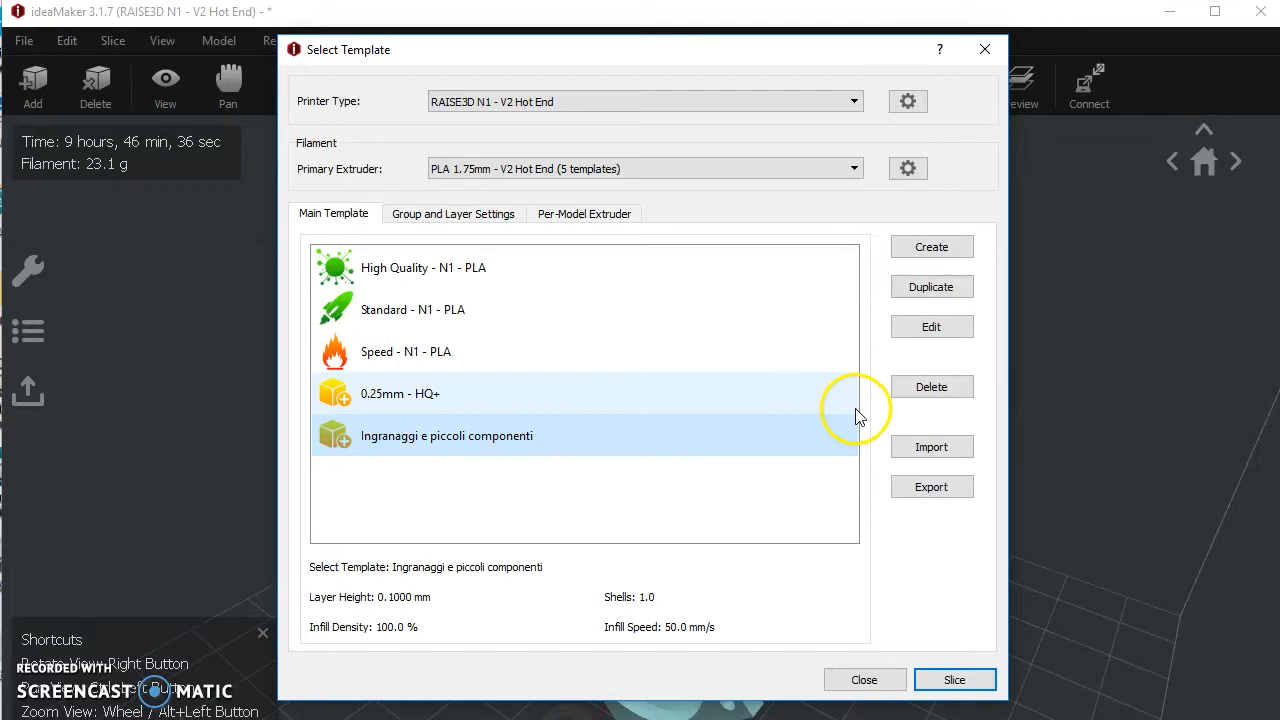 ideaMaker 3.1.7 (RAISE3D N1 - V2 Hot End) - *
File Edit Slice View Model Re
Add Delete View Pan eview Connect
Time: 9 hours, 46 min, 36 sec
Filament: 23.1 g
Select Template
?
Printer Type: RAISE3D N1 - V2 Hot End
Filament
Primary Extruder: PLA 1.75mm - V2 Hot End (5 templates)
Main Template Group and Layer Settings Per-Model Extruder
High Quality - N1 - PLA
Standard - N1 - PLA
Speed - N1 - PLA
0.25mm - HQ+
Ingranaggi e piccoli componenti
Create
Duplicate
Edit
Delete
Import
Export
Select Template: Ingranaggi e piccoli componenti
Layer Height: 0.1000 mm Shells: 1.0
Infill Density: 100.0 % Infill Speed: 50.0 mm/s
Close Slice
Shortcuts
Rotate View: Right Button
RECORDED WITH
SCREENCAST MATIC
Zoom View: Wheel / Alt+Left Button